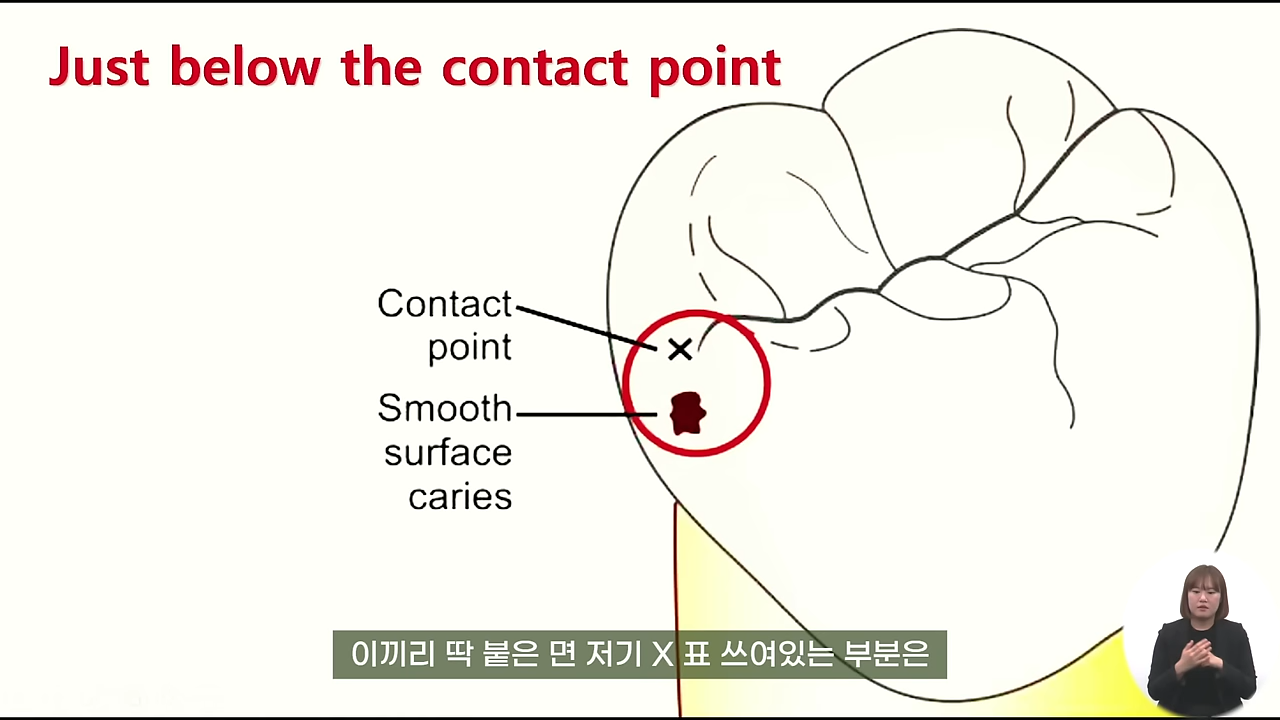 Just below the contact point
Contact
point
Smooth
surface
caries
이끼리 딱 붙은 면 저기 X 표 쓰여있는 부분은